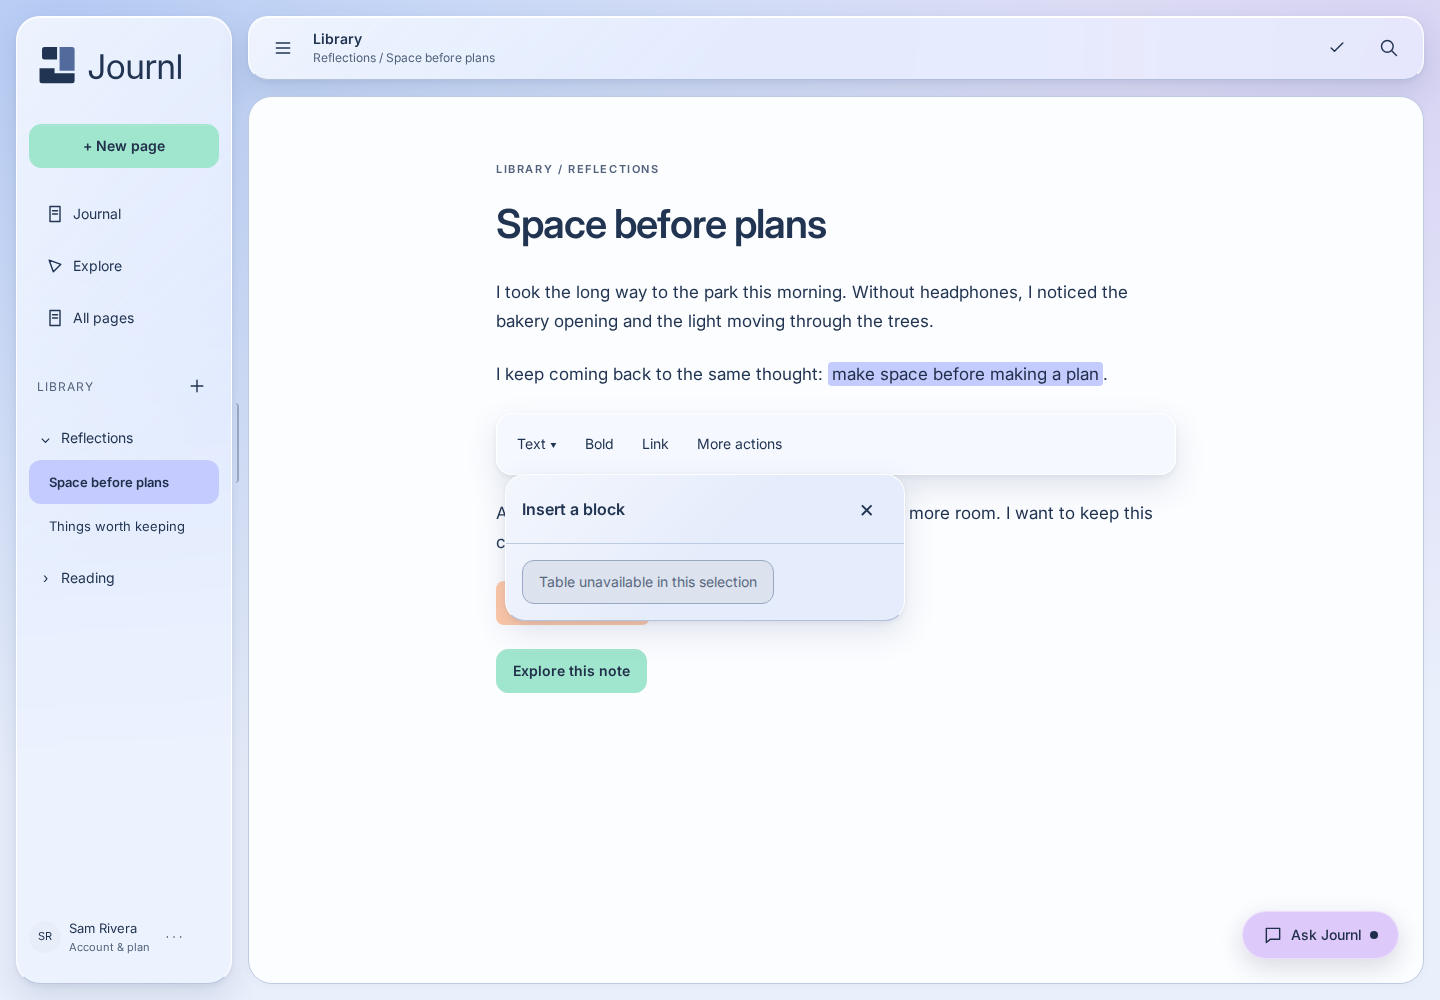 Journl
+ New page
Journal
Explore
All pages
LIBRARY
Reflections
Space before plans
Things worth keeping
Reading
SR
Sam Rivera
Account & plan
Library
Reflections / Space before plans
LIBRARY / REFLECTIONS
Space before plans
I took the long way to the park this morning. Without headphones, I noticed the
bakery opening and the light moving through the trees.
I keep coming back to the same thought: make space before making a plan.
Text ▾ Bold Link More actions
more room. I want to keep this
Insert a block
Table unavailable in this selection
Explore this note
Ask Journl